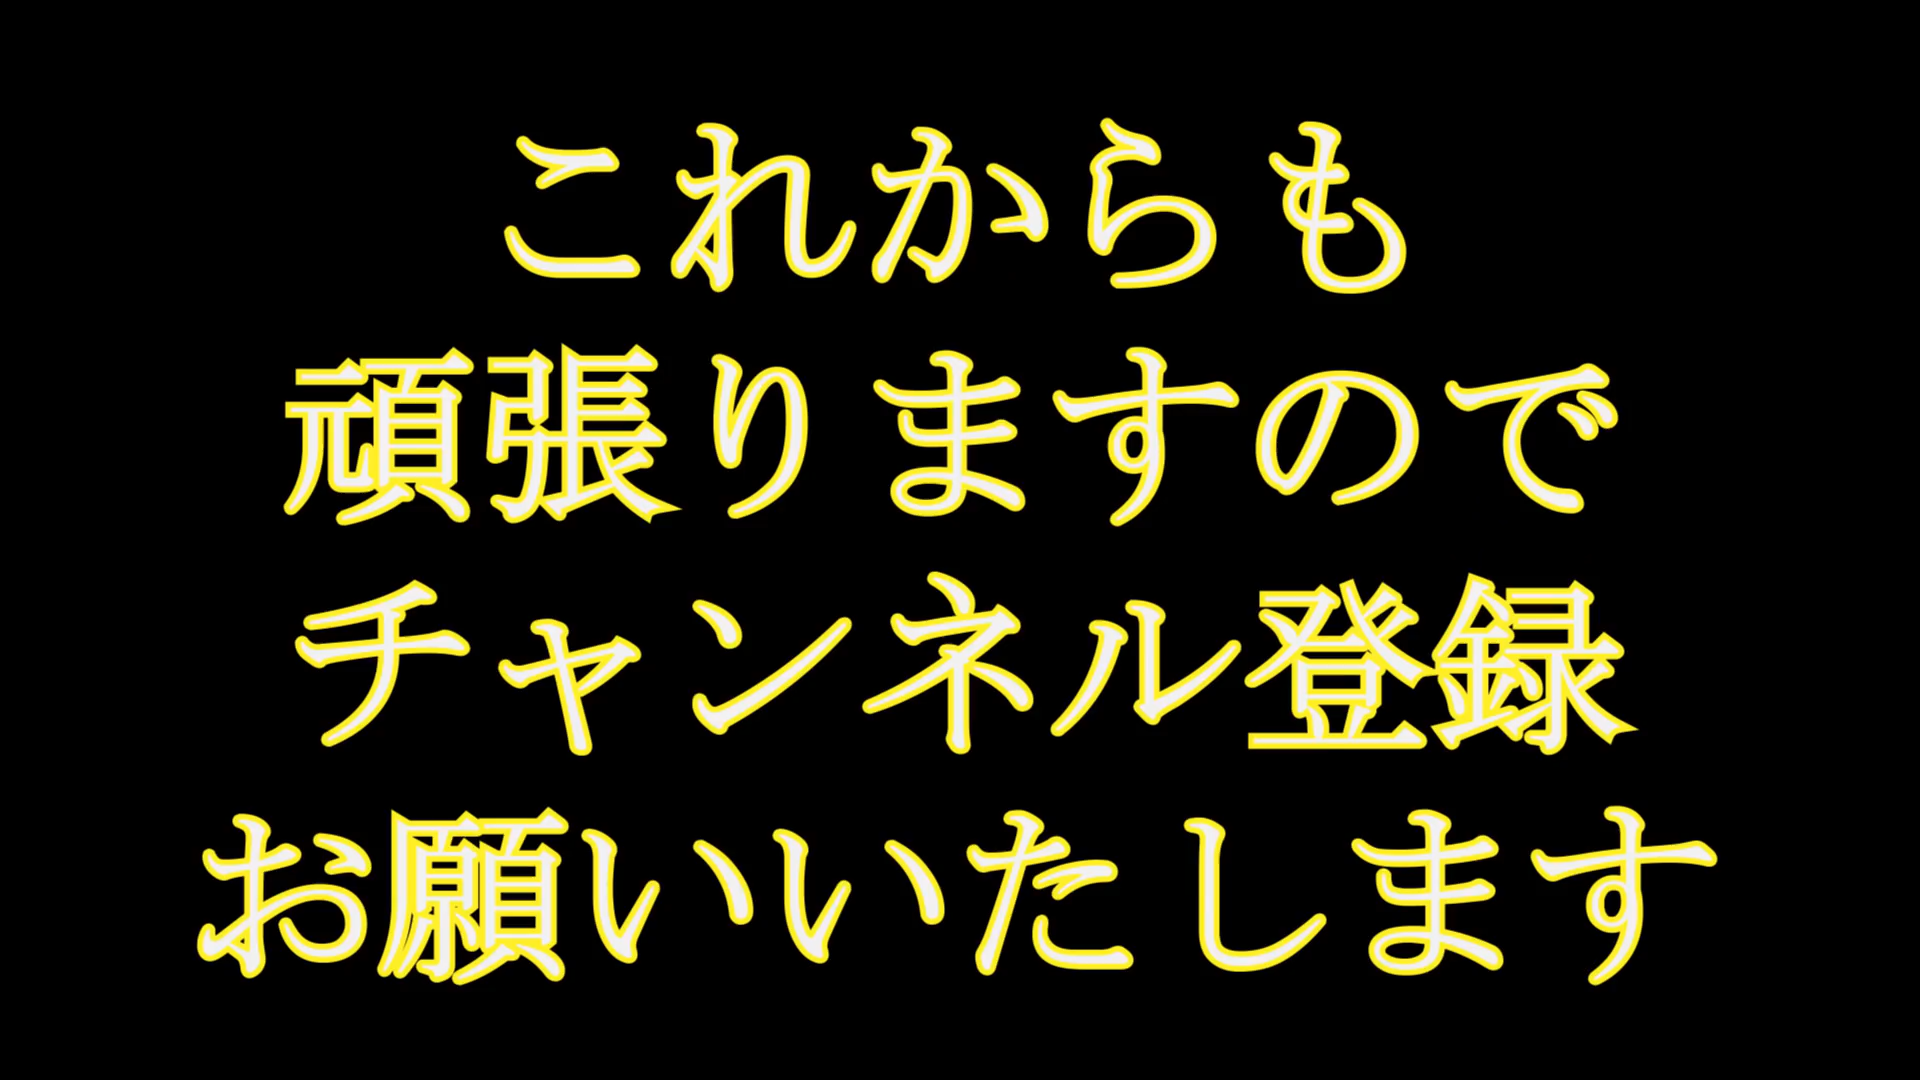 これからも
頑張りますので
チャンネル登録
お願いいたします